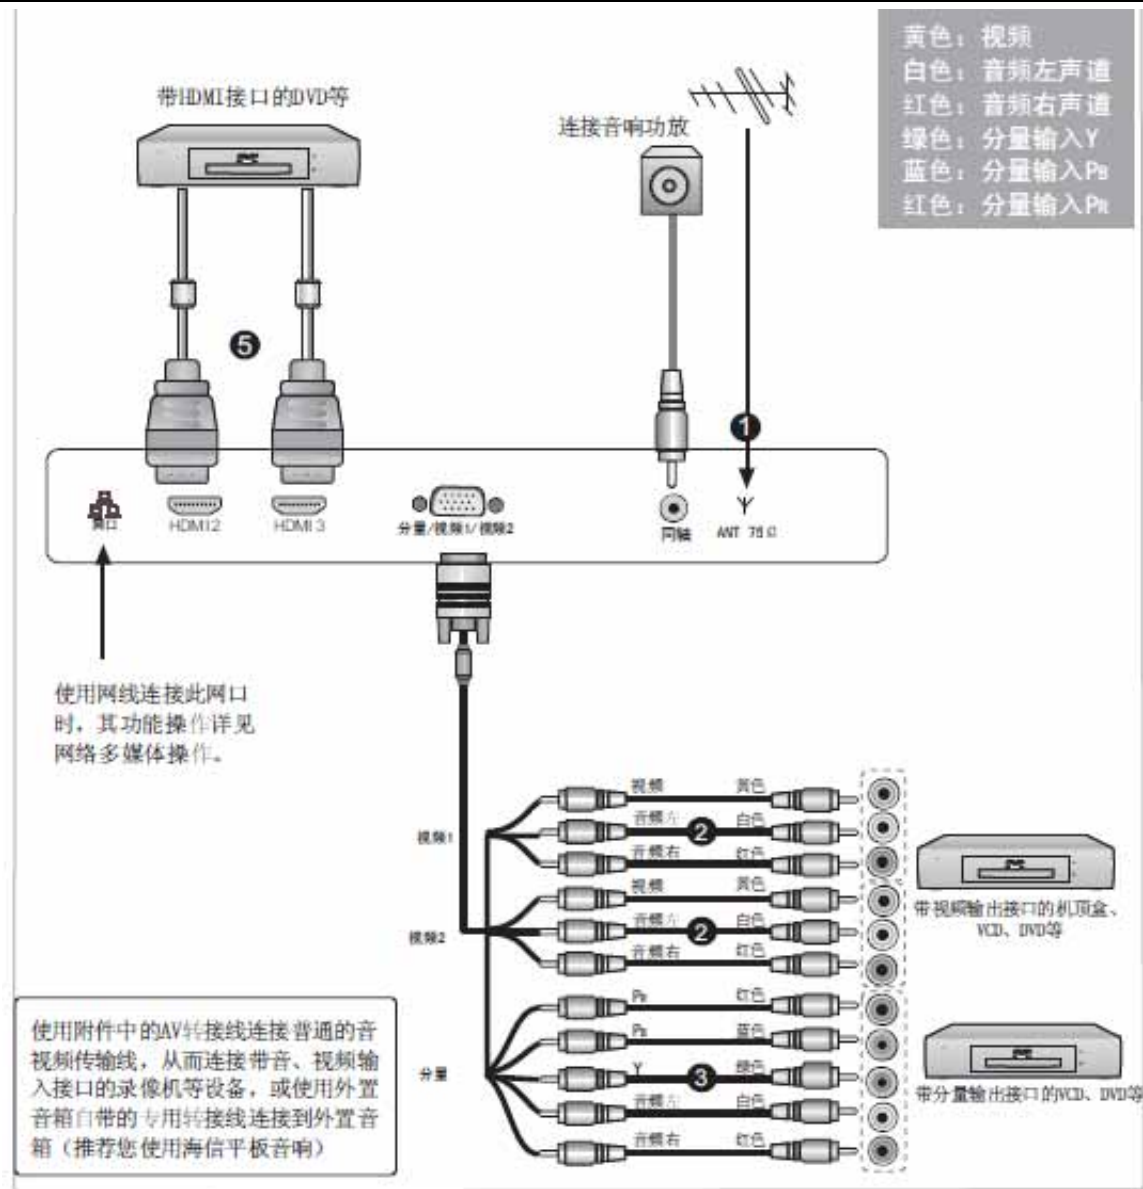 黄色：视频
白色：音频左声道
红色：音频右声道
绿色：分量输入Y
蓝色：分量输入PB
红色：分量输入PR
带HDMI接口的DVD等
连接音响功放
5
1
网口
HDMI2
HDMI3
分量/视频1/视频2
同轴
ANT 75Ω
使用网线连接此网口
时，其功能操作详见
网络多媒体操作。
视频1
视频 黄色
音频左 2 白色
音频右 红色
视频2
视频 黄色
音频左 2 白色
音频右 红色
带视频输出接口的机顶盒、
VCD、DVD等
分量
PR 红色
PB 蓝色
Y 3 绿色
音频左 白色
音频右 红色
带分量输出接口的VCD、DVD等
使用附件中的AV转接线连接普通的音
视频传输线，从而连接带音、视频输
入接口的录像机等设备，或使用外置
音箱自带的专用转接线连接到外置音
箱（推荐您使用海信平板音响）